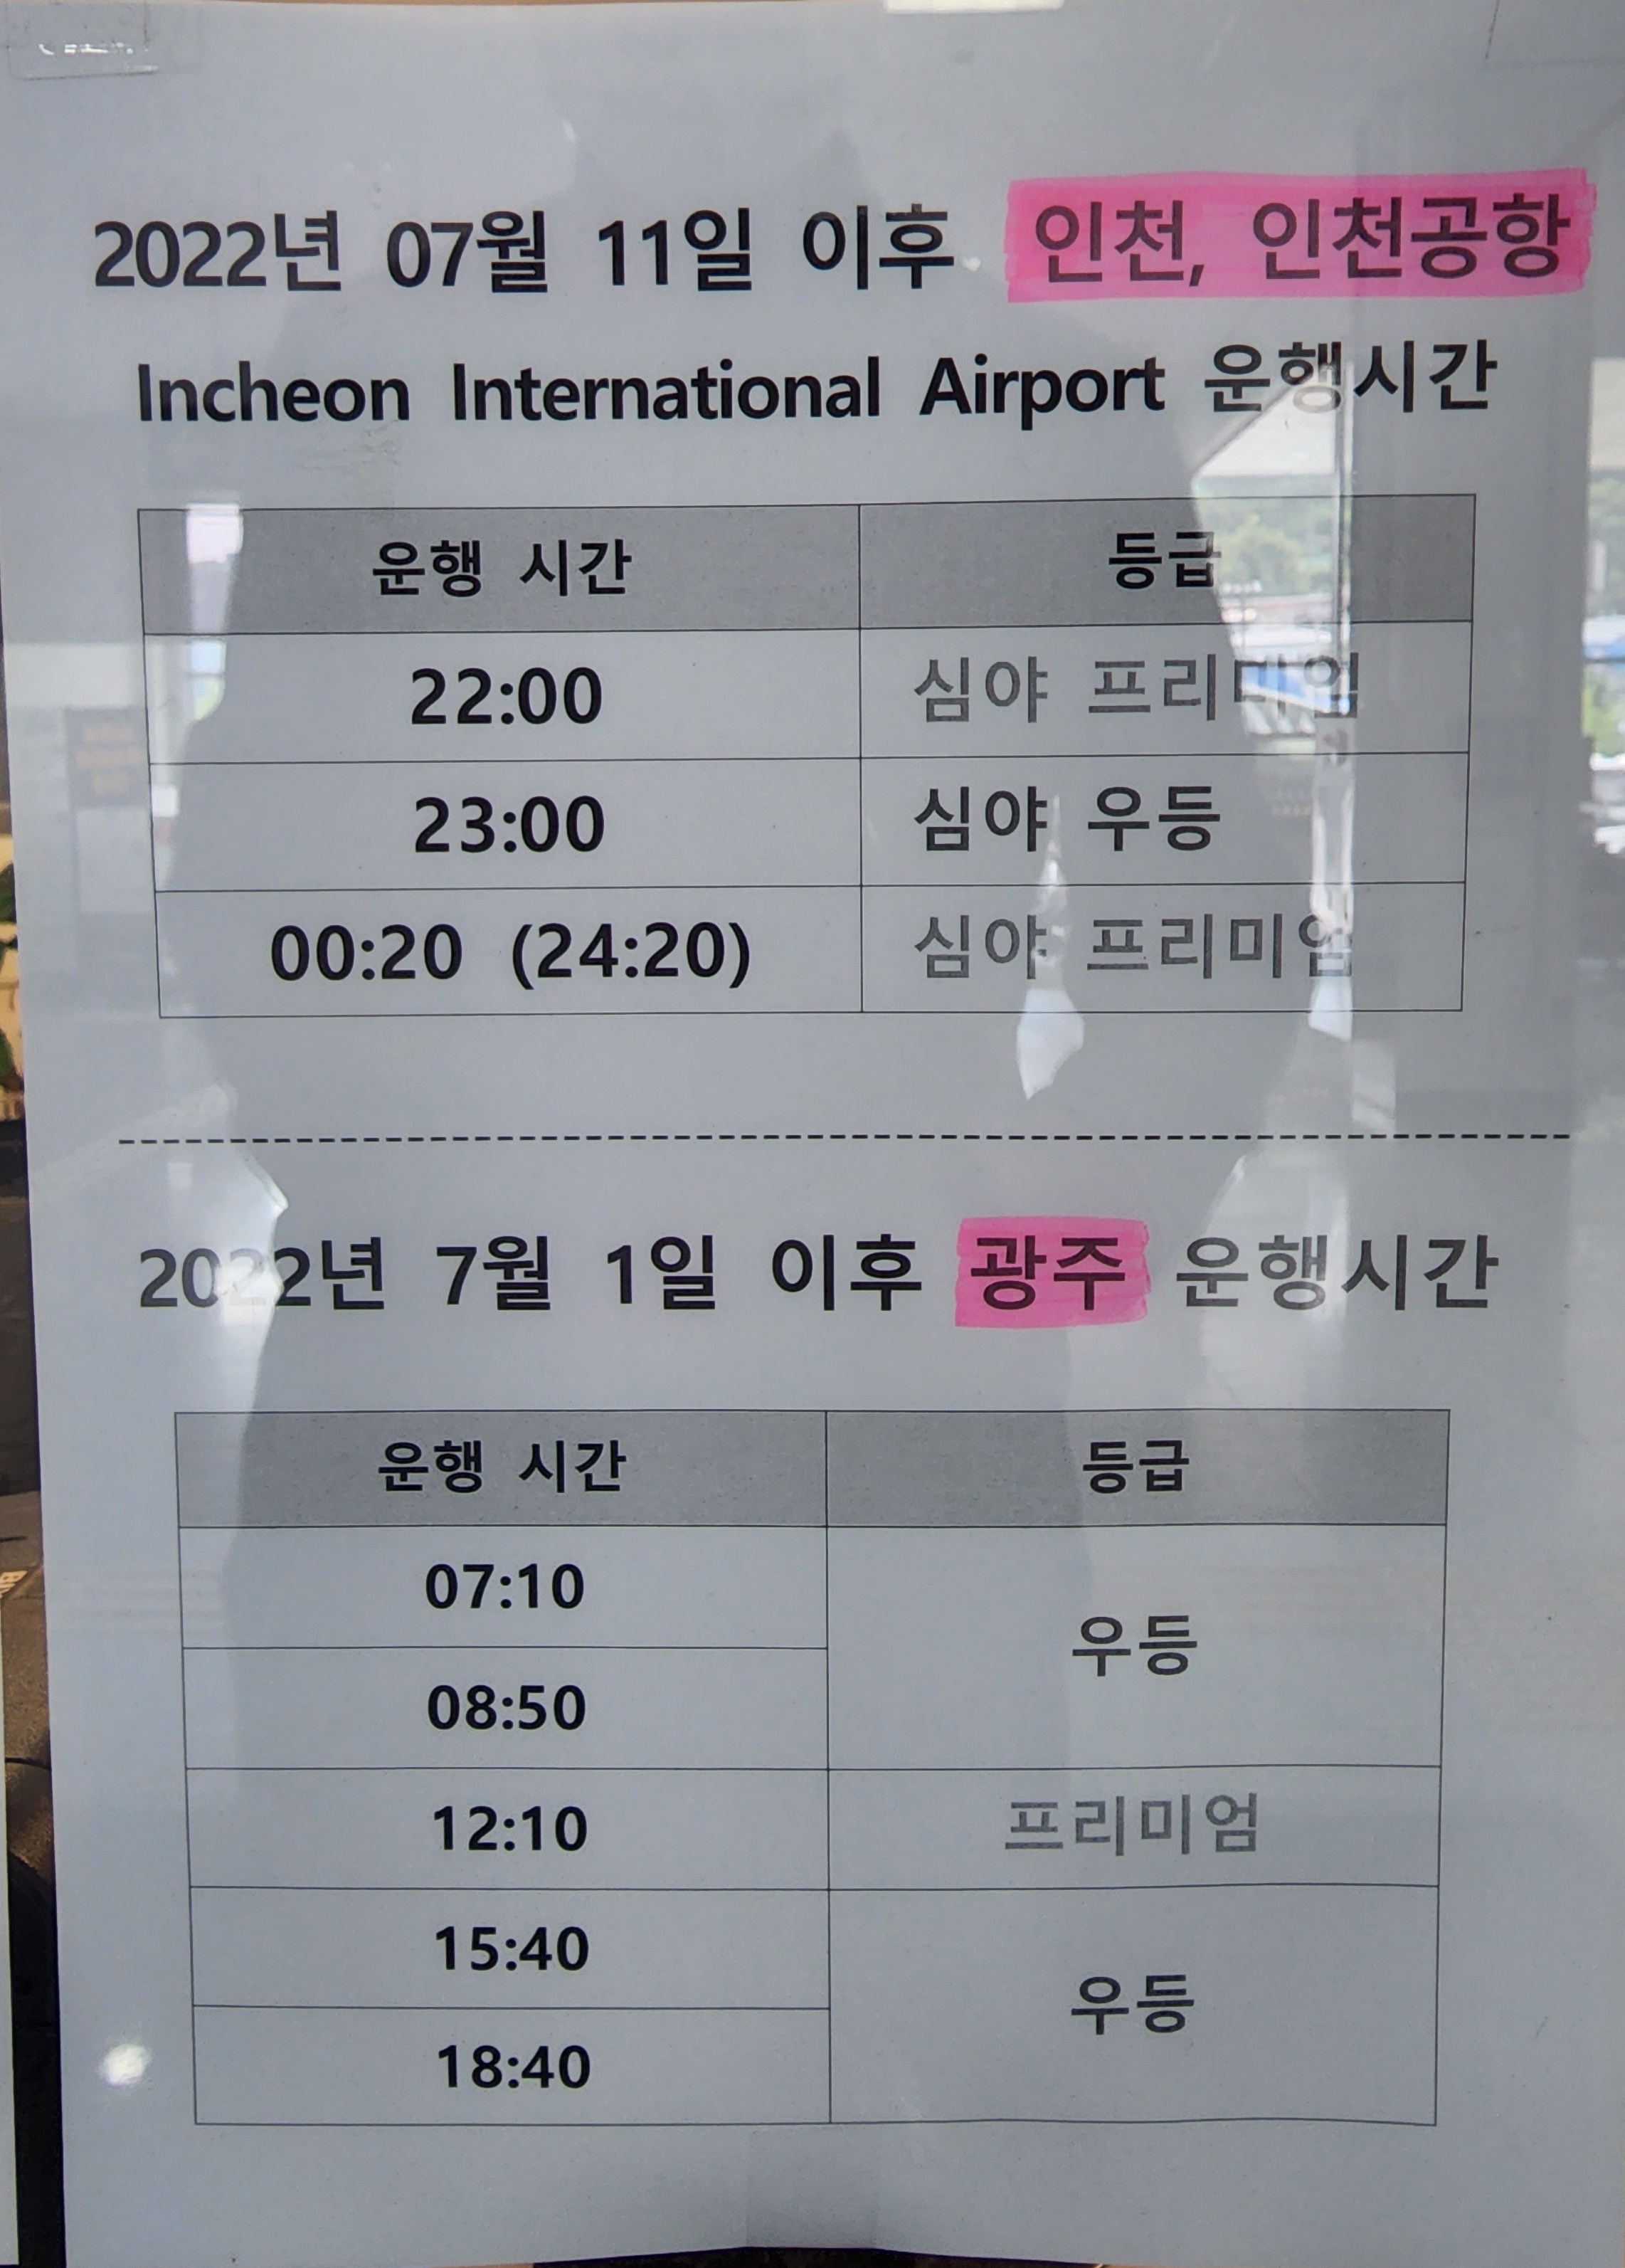 2022년 07월 11일 이후 인천, 인천공항
Incheon International Airport 운행시간
운행 시간 등급
22:00 심야 프리미엄
23:00 심야 우등
00:20 (24:20) 심야 프리미엄
2022년 7월 1일 이후 광주 운행시간
운행 시간 등급
07:10
우등
08:50
12:10 프리미엄
15:40
우등
18:40